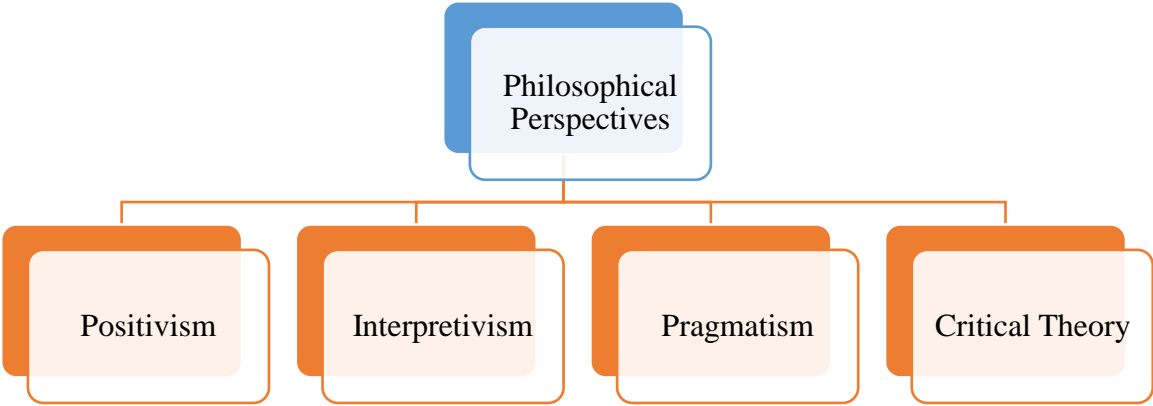 Philosophical
Perspectives
Positivism
Interpretivism
Pragmatism
Critical Theory